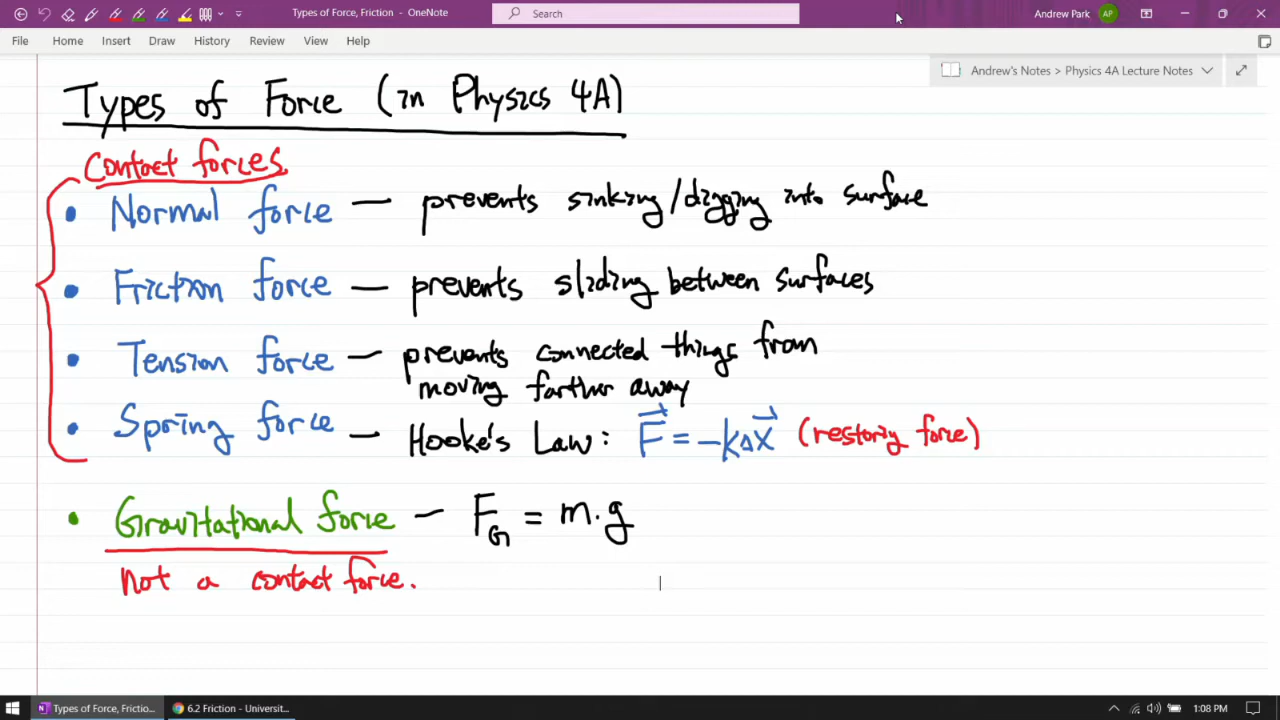 Types of Force, Friction - OneNote
Search
Andrew Park
AP
File Home Insert Draw History Review View Help
Andrew's Notes > Physics 4A Lecture Notes
Types of Force (in Physics 4A)
Contact forces
• Normal force — prevents sinking/digging into surface
• Friction force — prevents sliding between surfaces
• Tension force — prevents connected things from
moving farther away
• Spring force — Hooke's Law: F⃗ = -kΔx⃗ (restoring force)
• Gravitational force — F_G = m·g
not a contact force.
Types of Force, Frictio...
6.2 Friction - Universit...
1:08 PM